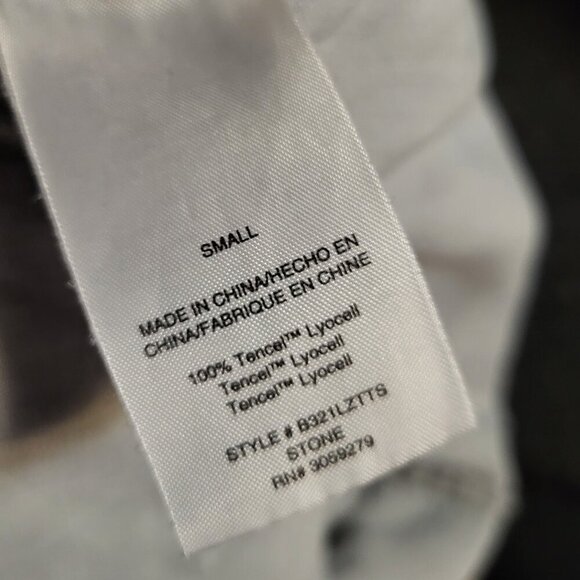 SMALL
MADE IN CHINA/HECHO EN
CHINA/FABRIQUE EN CHINE
100% Tencel™ Lyocell
Tencel™ Lyocell
Tencel™ Lyocell
STYLE # B321LZTTS
STONE
RN# 3059279